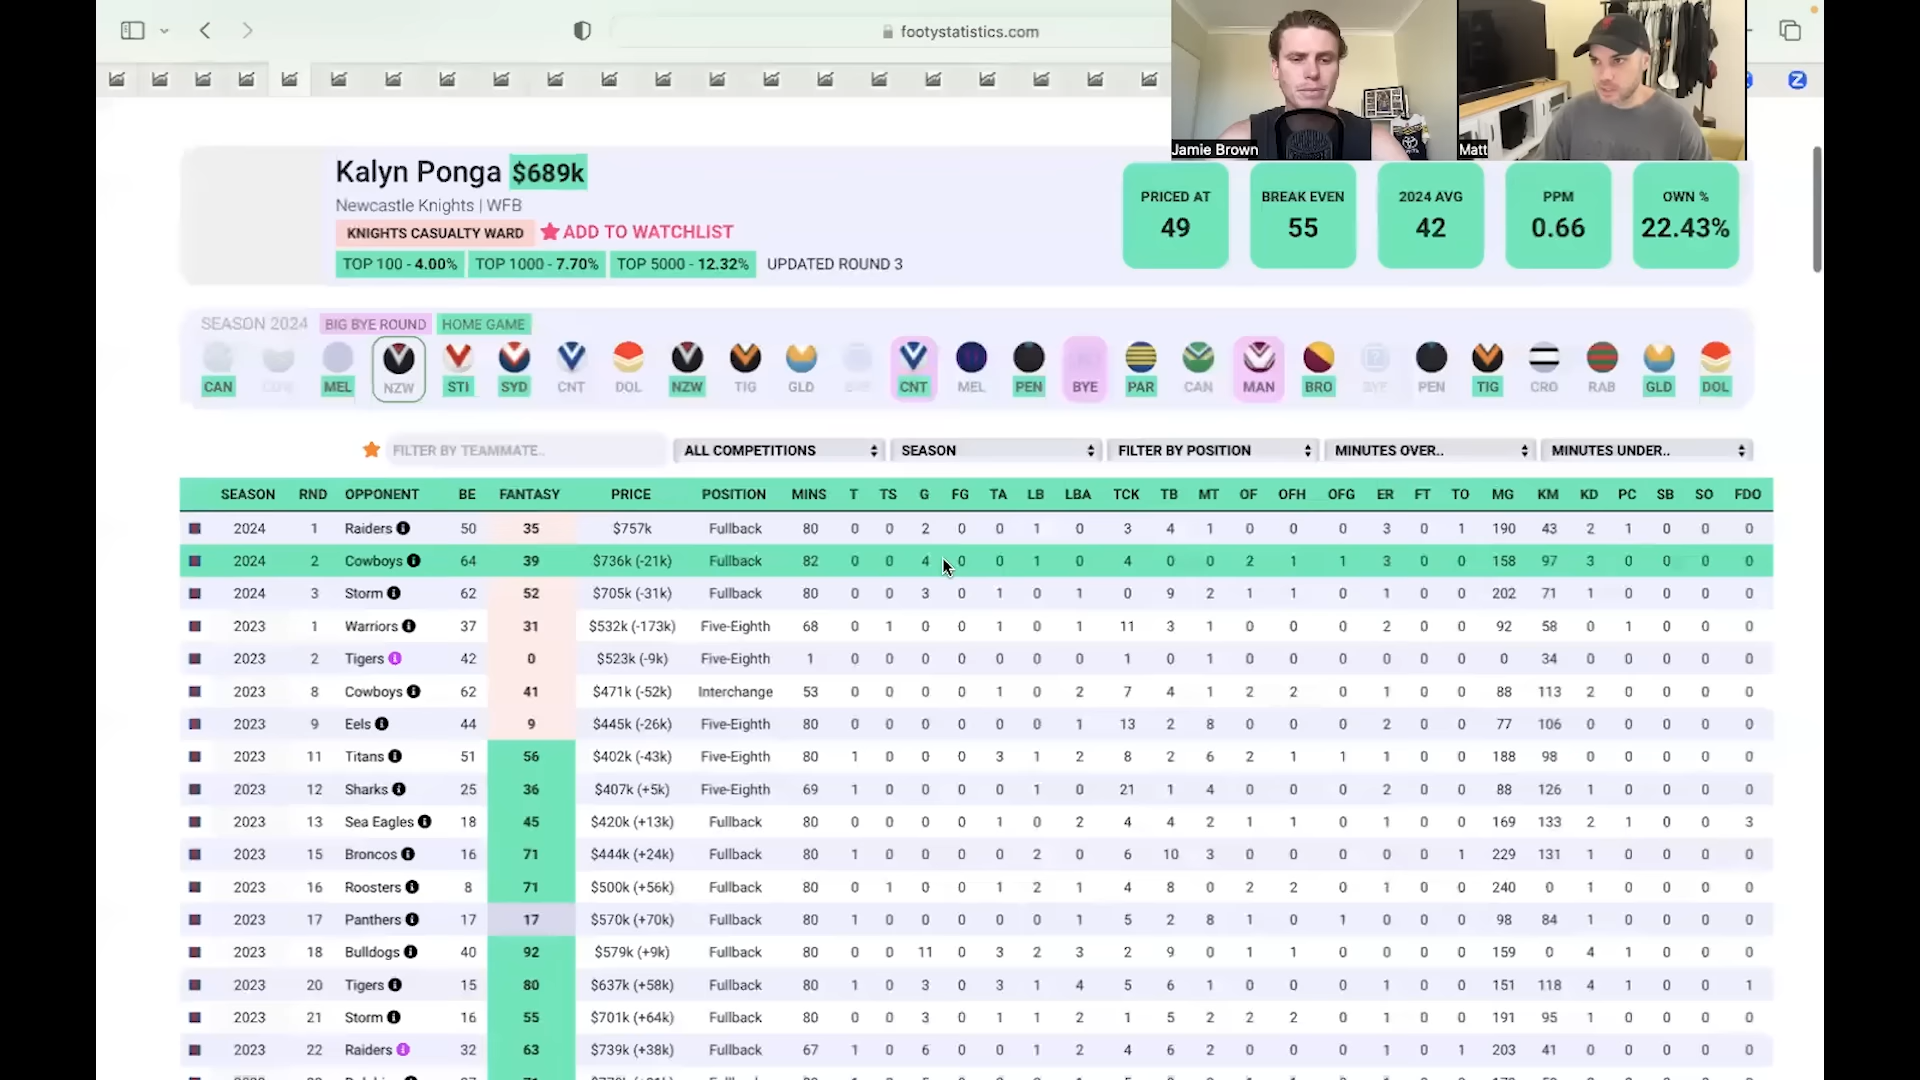 footystatistics.com
Jamie Brown
Matt
Kalyn Ponga $689k
Newcastle Knights | WFB
KNIGHTS CASUALTY WARD ADD TO WATCHLIST
TOP 100 - 4.00% TOP 1000 - 7.70% TOP 5000 - 12.32% UPDATED ROUND 3
PRICED AT BREAK EVEN 2024 AVG PPM OWN %
49 55 42 0.66 22.43%
SEASON 2024 BIG BYE ROUND HOME GAME
CAN MEL NZW STI SYD CNT DOL NZW TIG GLD CNT MEL PEN BYE PAR CAN MAN BRO BYE PEN TIG CRO RAB GLD DOL
FILTER BY TEAMMATE.. ALL COMPETITIONS SEASON FILTER BY POSITION MINUTES OVER.. MINUTES UNDER..
SEASON RND OPPONENT BE FANTASY PRICE POSITION MINS T TS G FG TA LB LBA TCK TB MT OF OFH OFG ER FT TO MG KM KD PC SB SO FDO
2024 1 Raiders 50 35 $757k Fullback 80 0 0 2 0 0 1 0 3 4 1 0 0 0 3 0 1 190 43 2 1 0 0 0
2024 2 Cowboys 64 39 $736k (-21k) Fullback 82 0 0 4 0 0 1 0 4 0 0 2 1 1 3 0 0 158 97 3 0 0 0 0
2024 3 Storm 62 52 $705k (-31k) Fullback 80 0 0 3 0 1 0 1 0 9 2 1 1 0 1 0 0 202 71 1 0 0 0 0
2023 1 Warriors 37 31 $532k (-173k) Five-Eighth 68 0 1 0 0 1 0 1 11 3 1 0 0 0 2 0 0 92 58 0 1 0 0 0
2023 2 Tigers 42 0 $523k (-9k) Five-Eighth 1 0 0 0 0 0 0 0 1 0 1 0 0 0 0 0 0 0 34 0 0 0 0 0
2023 8 Cowboys 62 41 $471k (-52k) Interchange 53 0 0 0 0 1 0 2 7 4 1 2 2 0 1 0 0 88 113 2 0 0 0 0
2023 9 Eels 44 9 $445k (-26k) Five-Eighth 80 0 0 0 0 0 0 1 13 2 8 0 0 0 2 0 0 77 106 0 0 0 0 0
2023 11 Titans 51 56 $402k (-43k) Five-Eighth 80 1 0 0 0 3 1 2 8 2 6 2 1 1 1 0 0 188 98 0 0 0 0 0
2023 12 Sharks 25 36 $407k (+5k) Five-Eighth 69 1 0 0 0 0 1 0 21 1 4 0 0 0 2 0 0 88 126 1 0 0 0 0
2023 13 Sea Eagles 18 45 $420k (+13k) Fullback 80 0 0 0 0 1 0 2 4 4 2 1 1 0 1 0 0 169 133 2 1 0 0 3
2023 15 Broncos 16 71 $444k (+24k) Fullback 80 1 0 0 0 0 2 0 6 10 3 0 0 0 0 0 1 229 131 1 0 0 0 0
2023 16 Roosters 8 71 $500k (+56k) Fullback 80 0 1 0 0 1 2 1 4 8 0 2 2 0 1 0 0 240 0 1 0 0 0 0
2023 17 Panthers 17 17 $570k (+70k) Fullback 80 1 0 0 0 0 0 1 5 2 8 1 0 1 0 0 0 98 84 1 0 0 0 0
2023 18 Bulldogs 40 92 $579k (+9k) Fullback 80 0 0 11 0 3 2 3 2 9 0 1 1 0 0 0 0 159 0 4 1 0 0 0
2023 20 Tigers 15 80 $637k (+58k) Fullback 80 1 0 3 0 3 1 4 5 6 1 0 0 0 1 0 0 151 118 4 1 0 0 1
2023 21 Storm 16 55 $701k (+64k) Fullback 80 0 0 3 0 1 1 2 1 5 2 2 2 0 1 0 0 191 95 1 0 0 0 0
2023 22 Raiders 32 63 $739k (+38k) Fullback 67 1 0 6 0 0 1 2 4 6 2 0 0 0 1 0 1 203 41 0 0 0 0 0